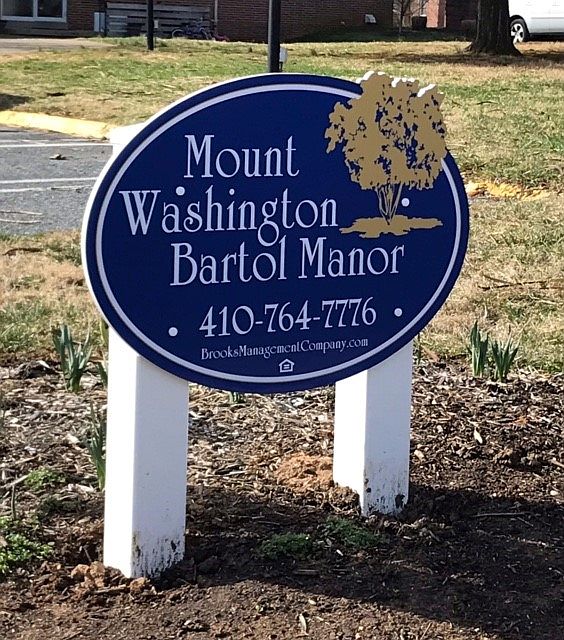 Mount
Washington
Bartol Manor
410-764-7776
BrooksManagementCompany.com